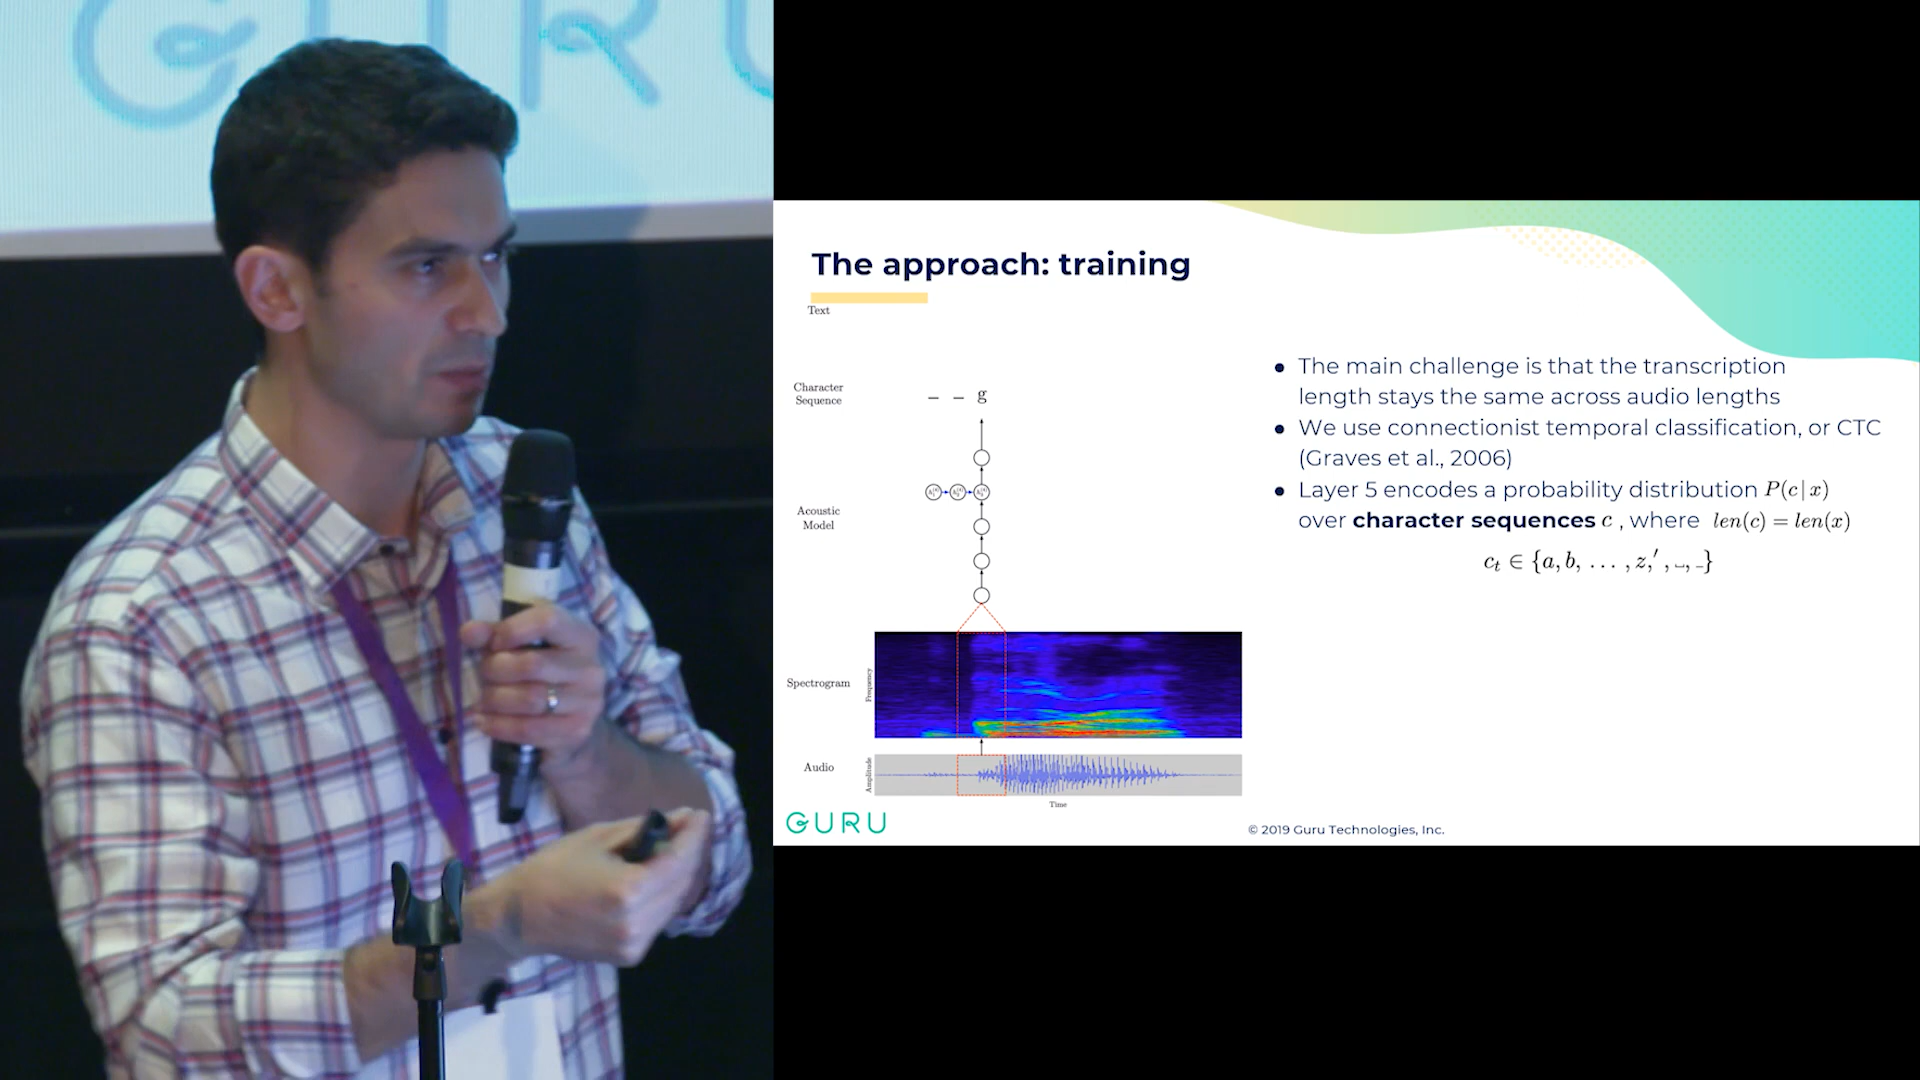 GURU
The approach: training
Text
Character
Sequence
– – g
Acoustic
Model
Spectrogram
Frequency
Audio
Amplitude
Time
● The main challenge is that the transcription
length stays the same across audio lengths
● We use connectionist temporal classification, or CTC
(Graves et al., 2006)
● Layer 5 encodes a probability distribution P(c|x)
over character sequences c , where len(c) = len(x)
cₜ ∈ {a, b, … , z,′ , ␣, _}
GURU
© 2019 Guru Technologies, Inc.